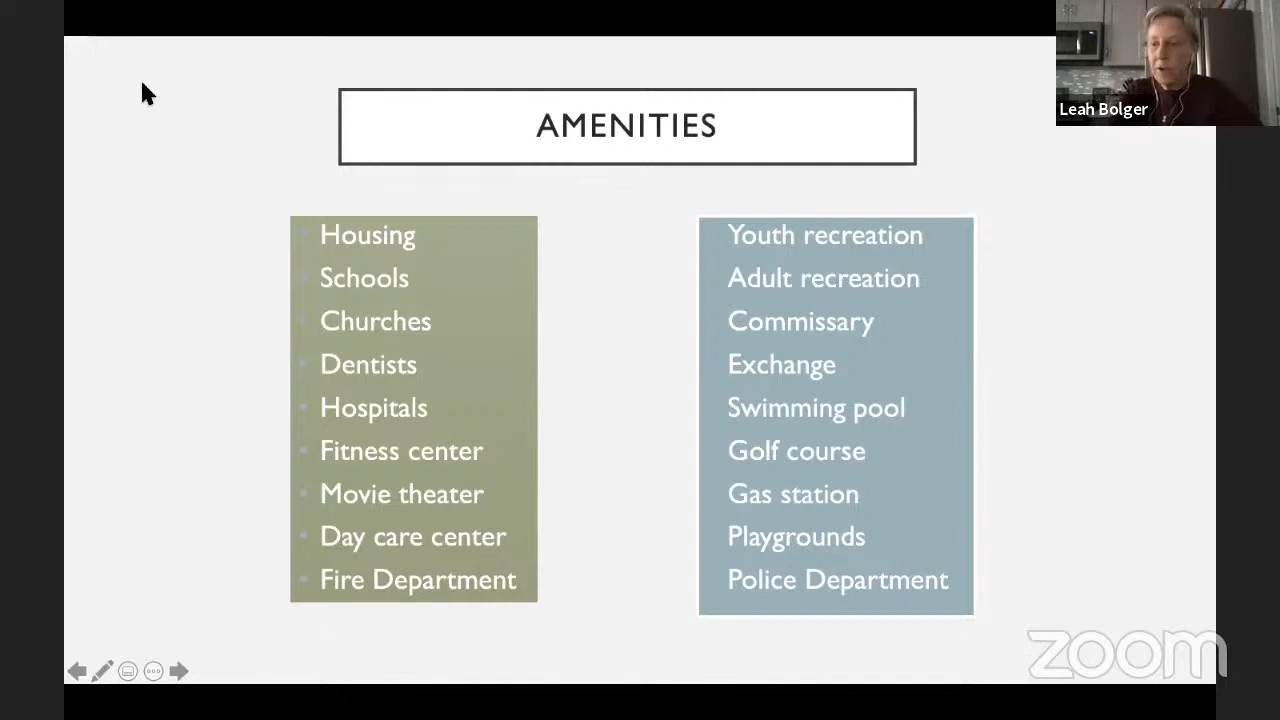 Leah Bolger
AMENITIES
Housing
Schools
Churches
Dentists
Hospitals
Fitness center
Movie theater
Day care center
Fire Department
Youth recreation
Adult recreation
Commissary
Exchange
Swimming pool
Golf course
Gas station
Playgrounds
Police Department
zoom